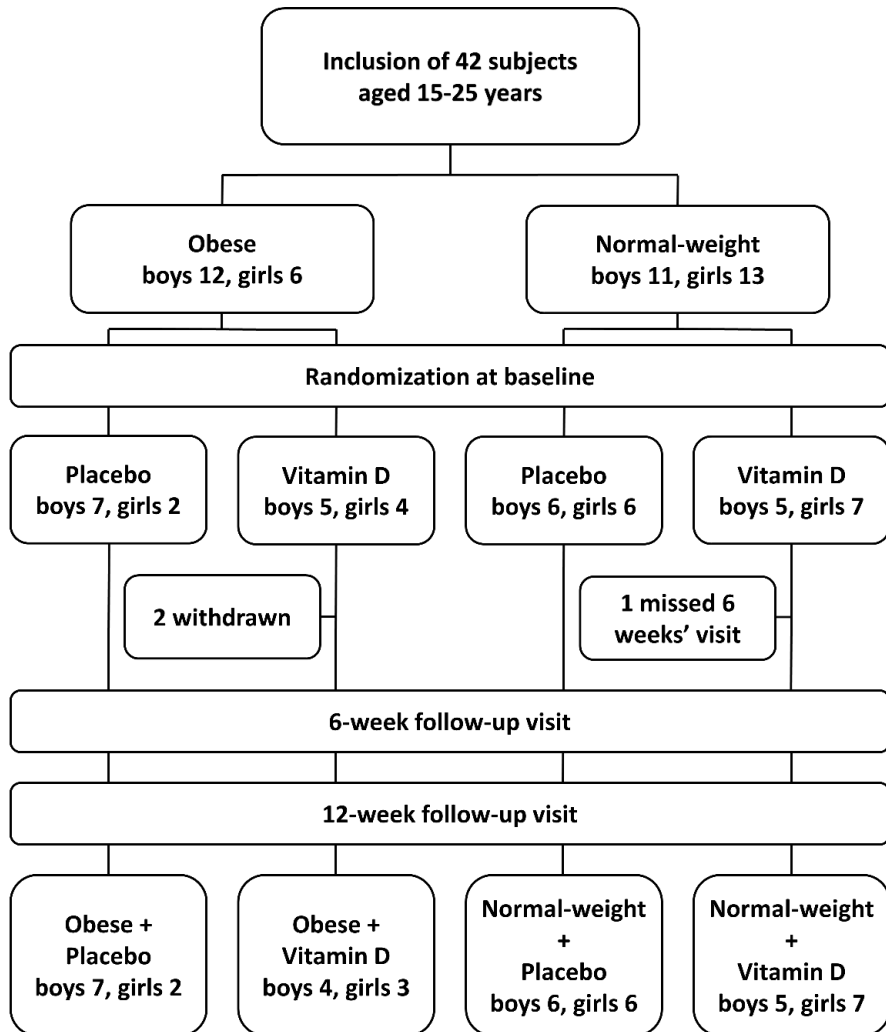 Inclusion of 42 subjects
aged 15-25 years
Obese
boys 12, girls 6
Normal-weight
boys 11, girls 13
Randomization at baseline
Placebo
boys 7, girls 2
Vitamin D
boys 5, girls 4
Placebo
boys 6, girls 6
Vitamin D
boys 5, girls 7
2 withdrawn
1 missed 6
weeks’ visit
6-week follow-up visit
12-week follow-up visit
Obese +
Placebo
boys 7, girls 2
Obese +
Vitamin D
boys 4, girls 3
Normal-weight
+
Placebo
boys 6, girls 6
Normal-weight
+
Vitamin D
boys 5, girls 7